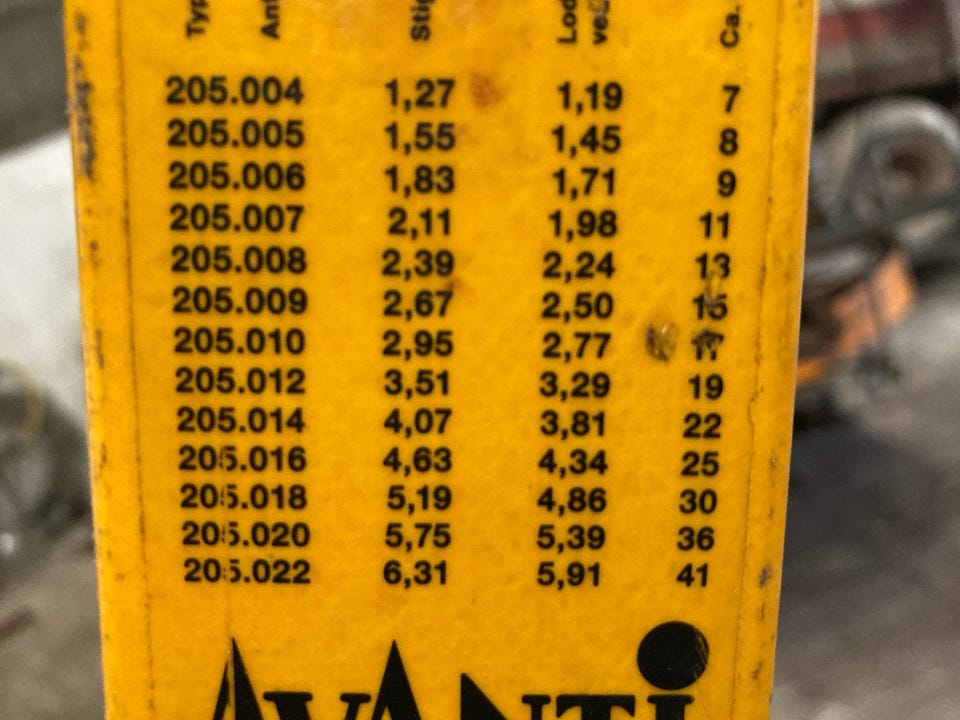 Ca.
205.004 1,27 1,19 7
205.005 1,55 1,45 8
205.006 1,83 1,71 9
205.007 2,11 1,98 11
205.008 2,39 2,24 13
205.009 2,67 2,50 15
205.010 2,95 2,77 17
205.012 3,51 3,29 19
205.014 4,07 3,81 22
205.016 4,63 4,34 25
205.018 5,19 4,86 30
205.020 5,75 5,39 36
205.022 6,31 5,91 41
AVANTi